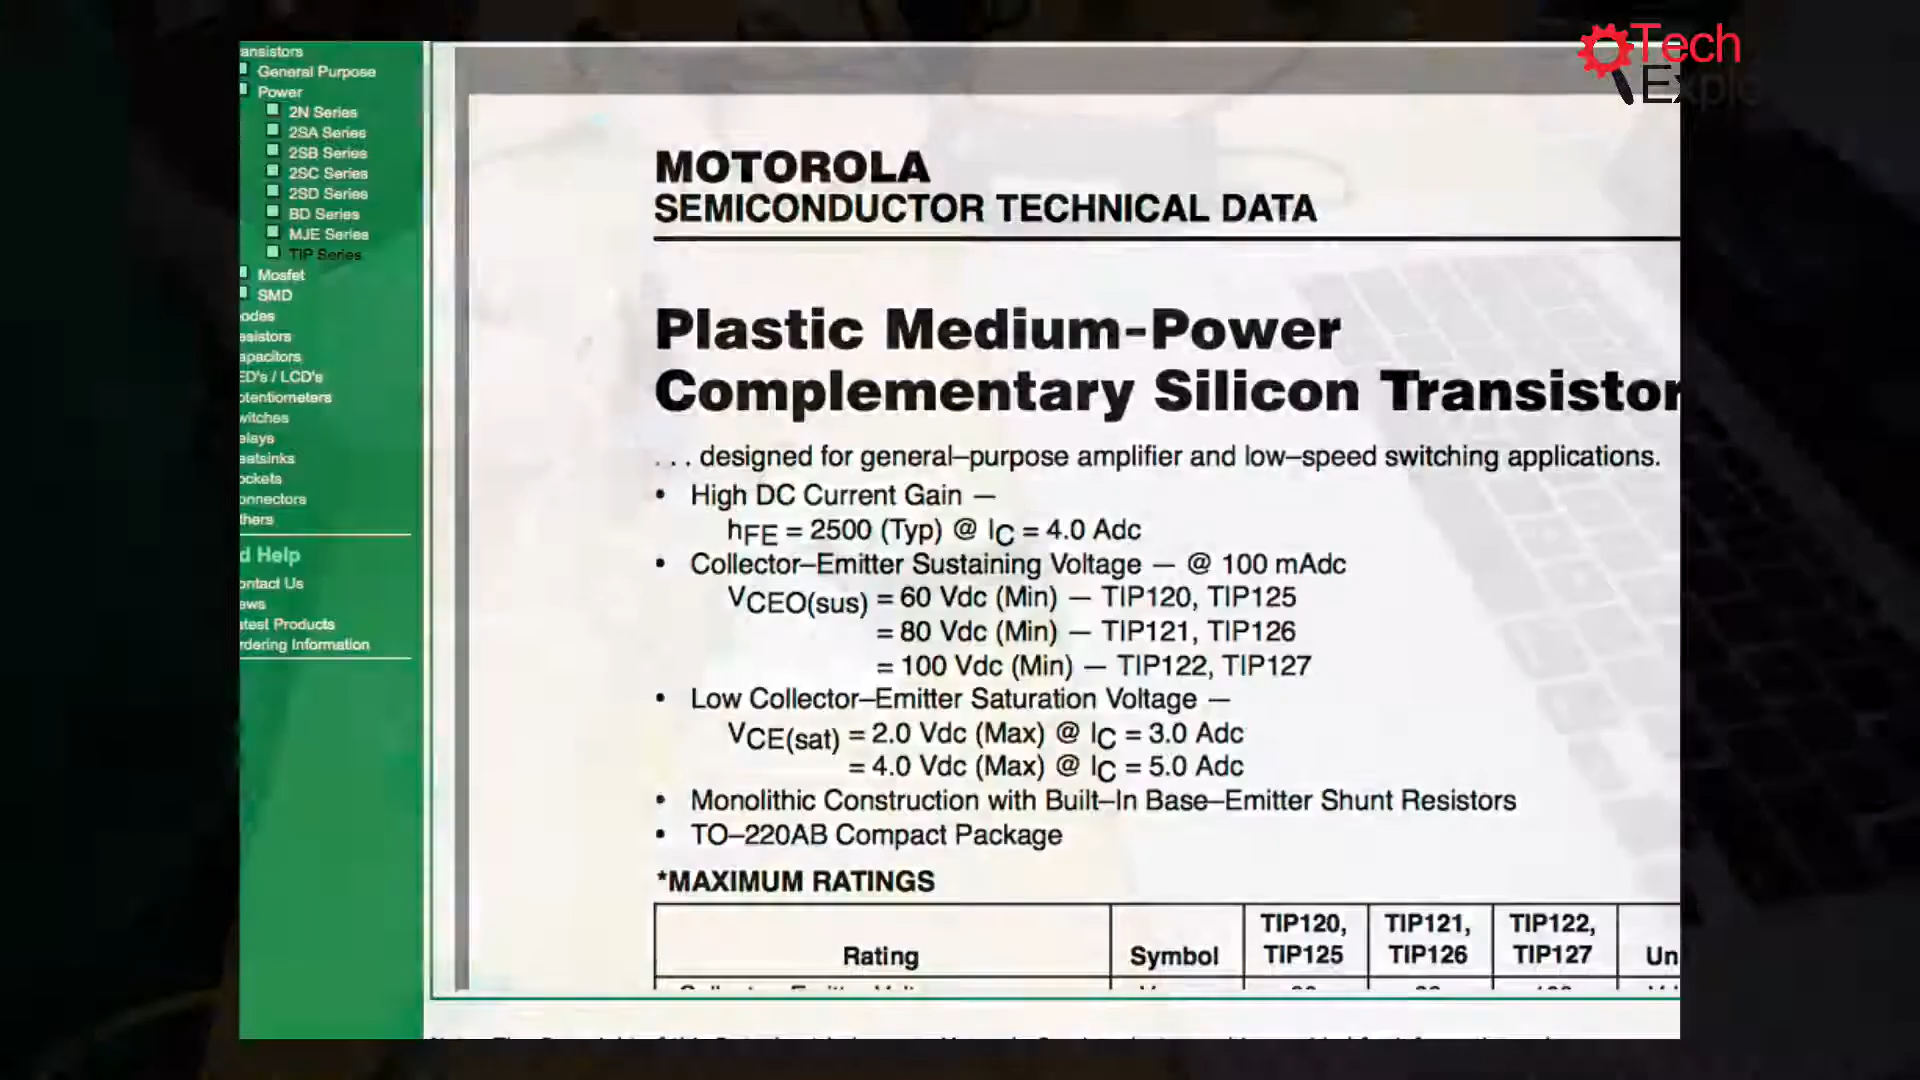 Tech
Explo
ansistors
General Purpose
Power
2N Series
2SA Series
2SB Series
2SC Series
2SD Series
BD Series
MJE Series
TIP Series
Mosfet
SMD
odes
esistors
apacitors
ED's / LCD's
otentiometers
witches
elays
eatsinks
ockets
onnectors
thers
d Help
ontact Us
ews
atest Products
rdering Information
MOTOROLA
SEMICONDUCTOR TECHNICAL DATA
Plastic Medium-Power
Complementary Silicon Transistor
. . . designed for general–purpose amplifier and low–speed switching applications.
• High DC Current Gain —
hFE = 2500 (Typ) @ IC = 4.0 Adc
• Collector–Emitter Sustaining Voltage — @ 100 mAdc
VCEO(sus) = 60 Vdc (Min) — TIP120, TIP125
= 80 Vdc (Min) — TIP121, TIP126
= 100 Vdc (Min) — TIP122, TIP127
• Low Collector–Emitter Saturation Voltage —
VCE(sat) = 2.0 Vdc (Max) @ IC = 3.0 Adc
= 4.0 Vdc (Max) @ IC = 5.0 Adc
• Monolithic Construction with Built–In Base–Emitter Shunt Resistors
• TO–220AB Compact Package
*MAXIMUM RATINGS
Rating Symbol TIP120, TIP125 TIP121, TIP126 TIP122, TIP127 Un